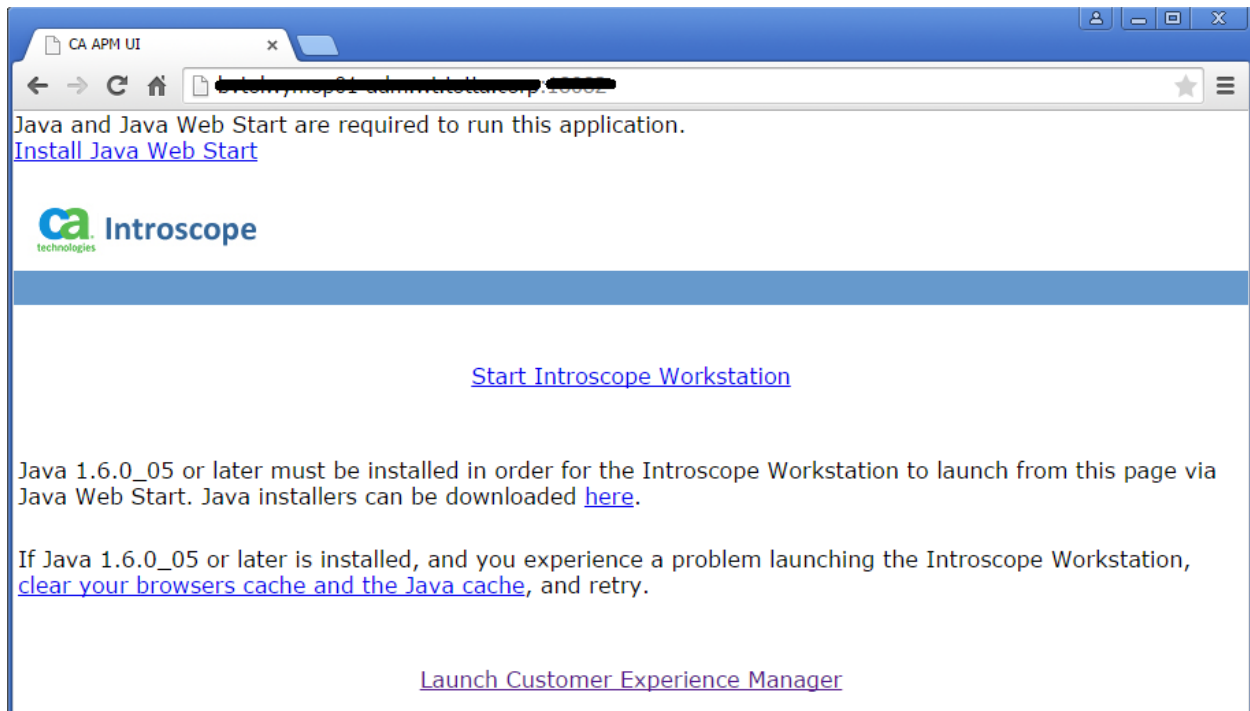 CA APM UI
Java and Java Web Start are required to run this application.
Install Java Web Start
ca technologies
Introscope
Start Introscope Workstation
Java 1.6.0_05 or later must be installed in order for the Introscope Workstation to launch from this page via
Java Web Start. Java installers can be downloaded here.
If Java 1.6.0_05 or later is installed, and you experience a problem launching the Introscope Workstation,
clear your browsers cache and the Java cache, and retry.
Launch Customer Experience Manager